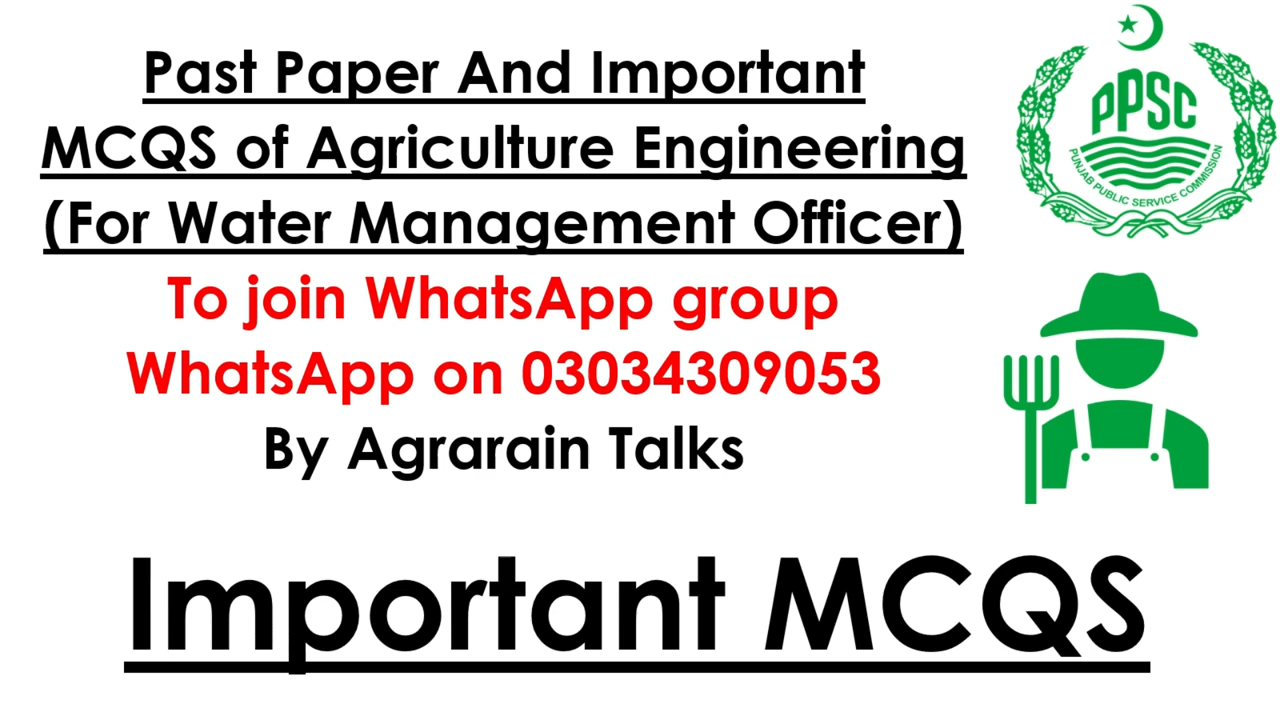 Past Paper And Important
MCQS of Agriculture Engineering
(For Water Management Officer)
To join WhatsApp group
WhatsApp on 03034309053
By Agrarain Talks
Important MCQS
PPSC
PUNJAB PUBLIC SERVICE COMMISSION